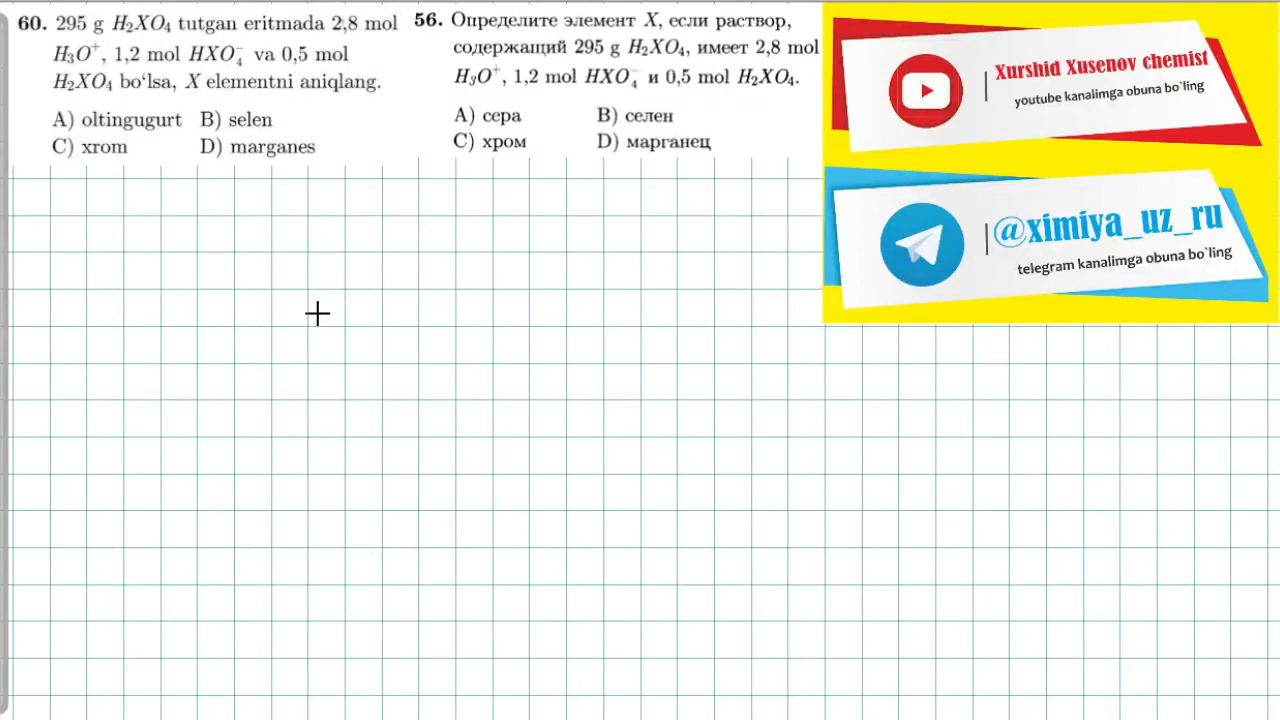 60. 295 g H₂XO₄ tutgan eritmada 2,8 mol
H₃O⁺, 1,2 mol HXO₄⁻ va 0,5 mol
H₂XO₄ bo‘lsa, X elementni aniqlang.
A) oltingugurt B) selen
C) xrom D) marganes
56. Определите элемент X, если раствор,
содержащий 295 g H₂XO₄, имеет 2,8 mol
H₃O⁺, 1,2 mol HXO₄⁻ и 0,5 mol H₂XO₄.
A) сера B) селен
C) хром D) марганец
Xurshid Xusenov chemist
youtube kanalimga obuna bo`ling
@ximiya_uz_ru
telegram kanalimga obuna bo`ling